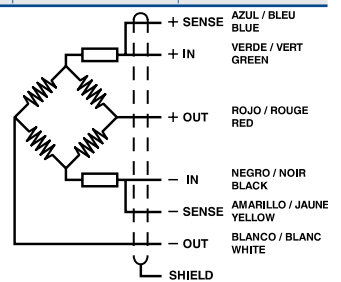 + SENSE AZUL / BLEU
BLUE
+ IN VERDE / VERT
GREEN
+ OUT ROJO / ROUGE
RED
- IN NEGRO / NOIR
BLACK
- SENSE AMARILLO / JAUNE
YELLOW
- OUT BLANCO / BLANC
WHITE
SHIELD